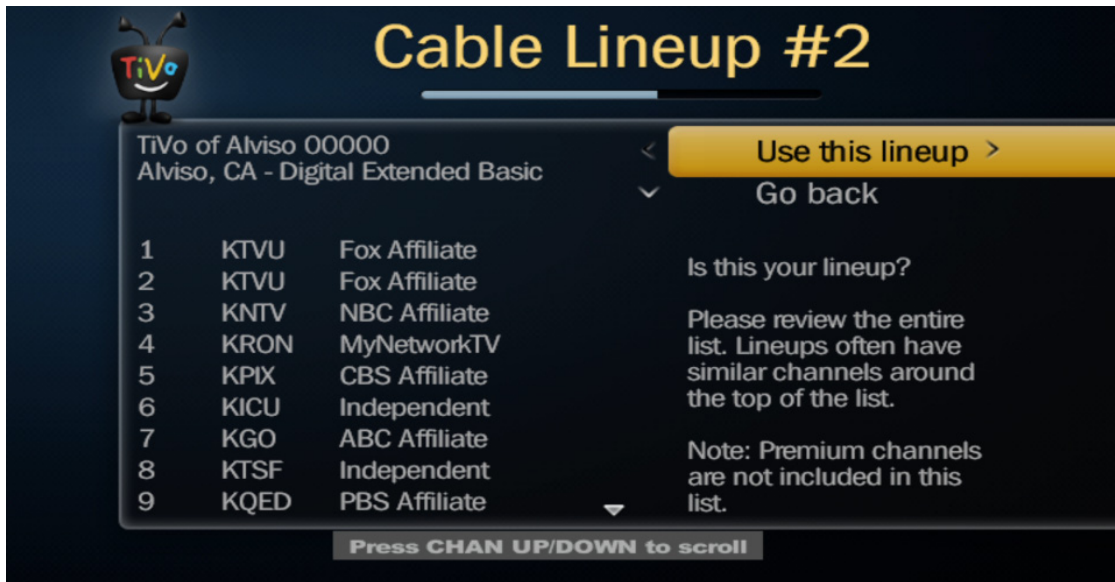 TiVo
Cable Lineup #2
TiVo of Alviso 00000
Alviso, CA - Digital Extended Basic
1 KTVU Fox Affiliate
2 KTVU Fox Affiliate
3 KNTV NBC Affiliate
4 KRON MyNetworkTV
5 KPIX CBS Affiliate
6 KICU Independent
7 KGO ABC Affiliate
8 KTSF Independent
9 KQED PBS Affiliate
Use this lineup >
Go back
Is this your lineup?
Please review the entire
list. Lineups often have
similar channels around
the top of the list.
Note: Premium channels
are not included in this
list.
Press CHAN UP/DOWN to scroll